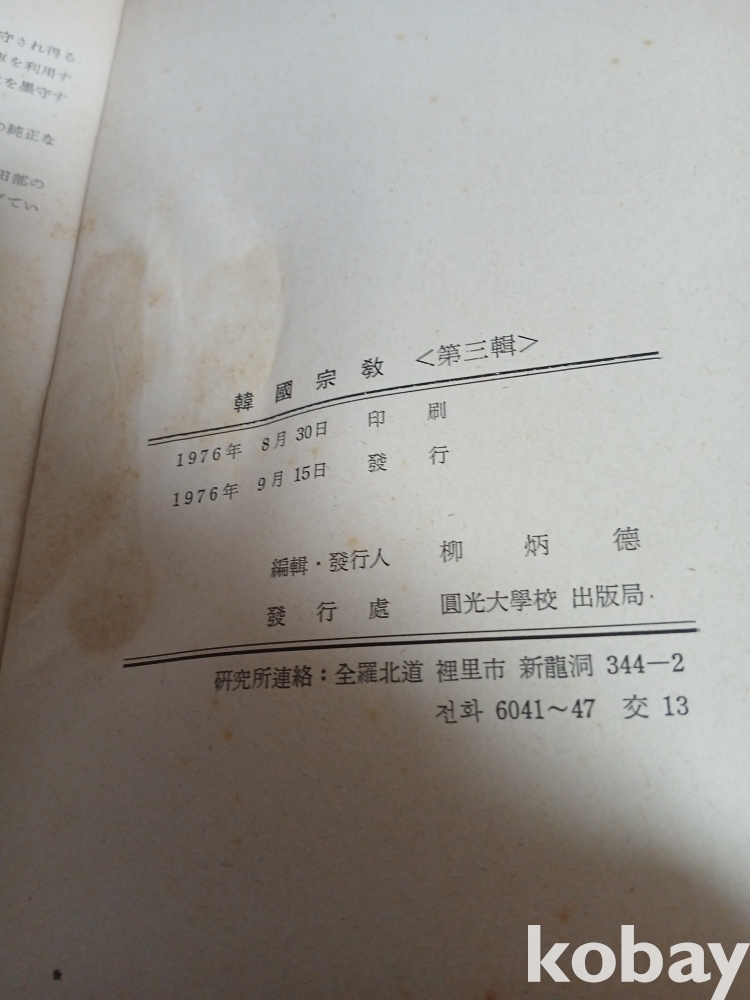 守され得る
を利用す
を墨守す
の純正な
田部の
てい
韓國宗教 <第三輯>
1976年 8月 30日 印刷
1976年 9月 15日 發行
編輯·發行人 柳炳德
發行處 圓光大學校 出版局·
硏究所連絡:全羅北道 裡里市 新龍洞 344—2
전화 6041~47 交 13
kobay